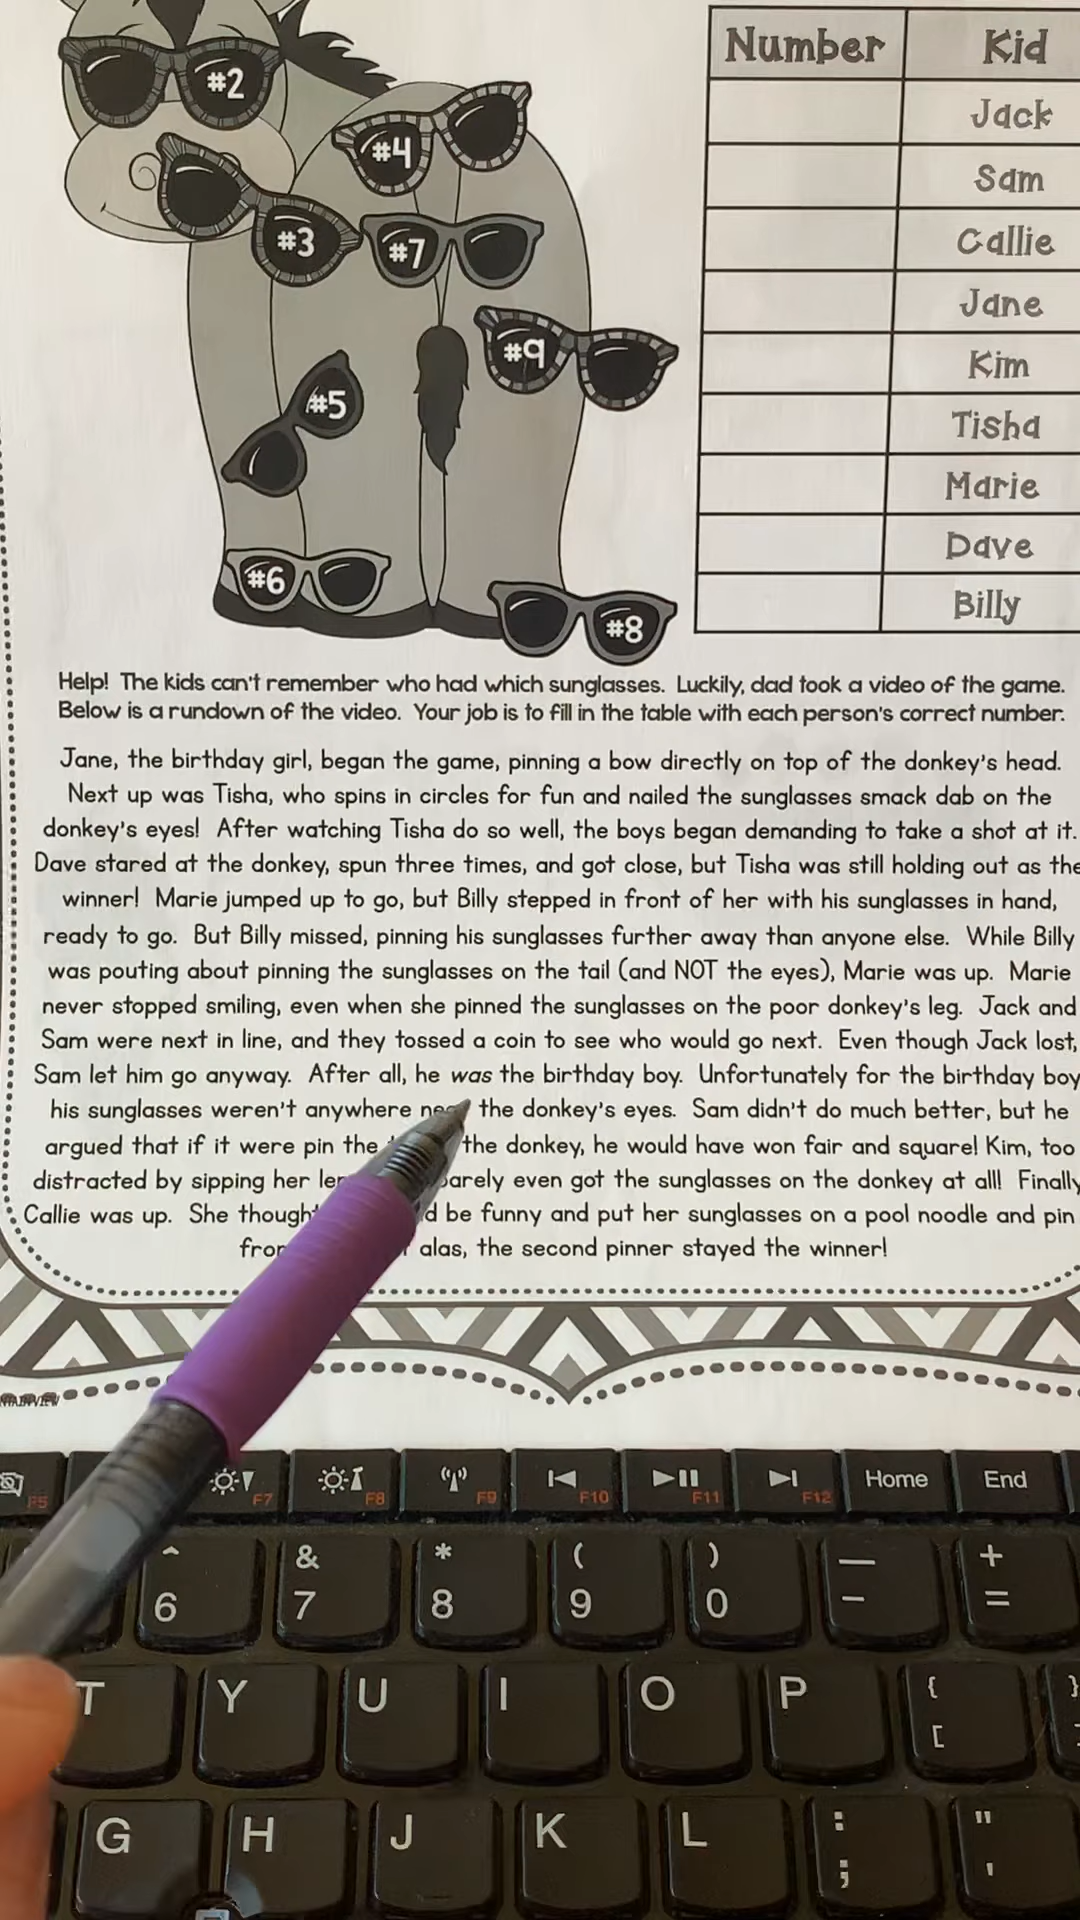 Number Kid
#2
Jack
#4
Sam
#3
#7
Callie
Jane
#9
Kim
#5
Tisha
Marie
Dave
#6
Billy
#8
Help! The kids can't remember who had which sunglasses. Luckily, dad took a video of the game.
Below is a rundown of the video. Your job is to fill in the table with each person's correct number.
Jane, the birthday girl, began the game, pinning a bow directly on top of the donkey's head.
Next up was Tisha, who spins in circles for fun and nailed the sunglasses smack dab on the
donkey's eyes! After watching Tisha do so well, the boys began demanding to take a shot at it.
Dave stared at the donkey, spun three times, and got close, but Tisha was still holding out as the
winner! Marie jumped up to go, but Billy stepped in front of her with his sunglasses in hand,
ready to go. But Billy missed, pinning his sunglasses further away than anyone else. While Billy
was pouting about pinning the sunglasses on the tail (and NOT the eyes), Marie was up. Marie
never stopped smiling, even when she pinned the sunglasses on the poor donkey's leg. Jack and
Sam were next in line, and they tossed a coin to see who would go next. Even though Jack lost,
Sam let him go anyway. After all, he was the birthday boy. Unfortunately for the birthday boy
his sunglasses weren't anywhere the donkey's eyes. Sam didn't do much better, but he
argued that if it were pin the the donkey, he would have won fair and square! Kim, too
distracted by sipping her barely even got the sunglasses on the donkey at all! Finally
Callie was up. She thought be funny and put her sunglasses on a pool noodle and pin
alas, the second pinner stayed the winner!
F5 F7 F8 F9 F10 F11 F12 Home End
^ & * ( ) — +
6 7 8 9 0 - =
T Y U I O P { }
[
G H J K L : "
; '